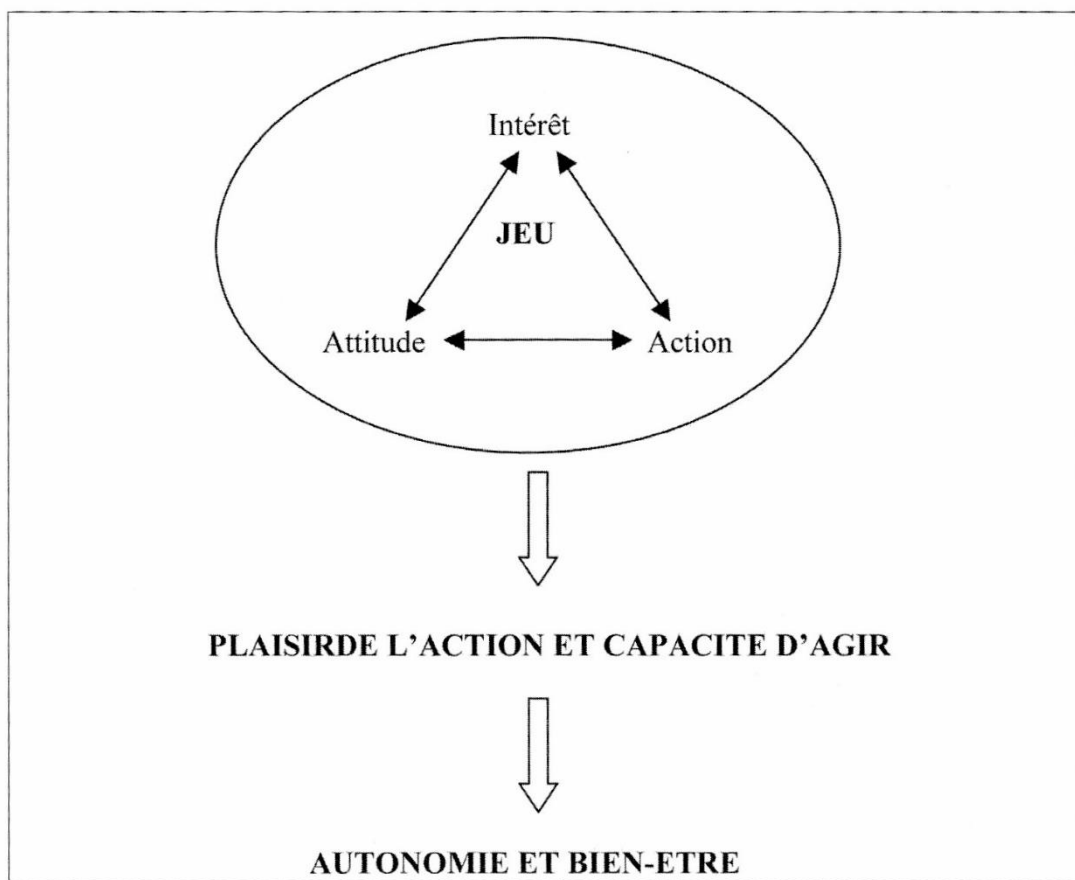 Intérêt
JEU
Attitude Action
PLAISIRDE L'ACTION ET CAPACITE D'AGIR
AUTONOMIE ET BIEN-ETRE